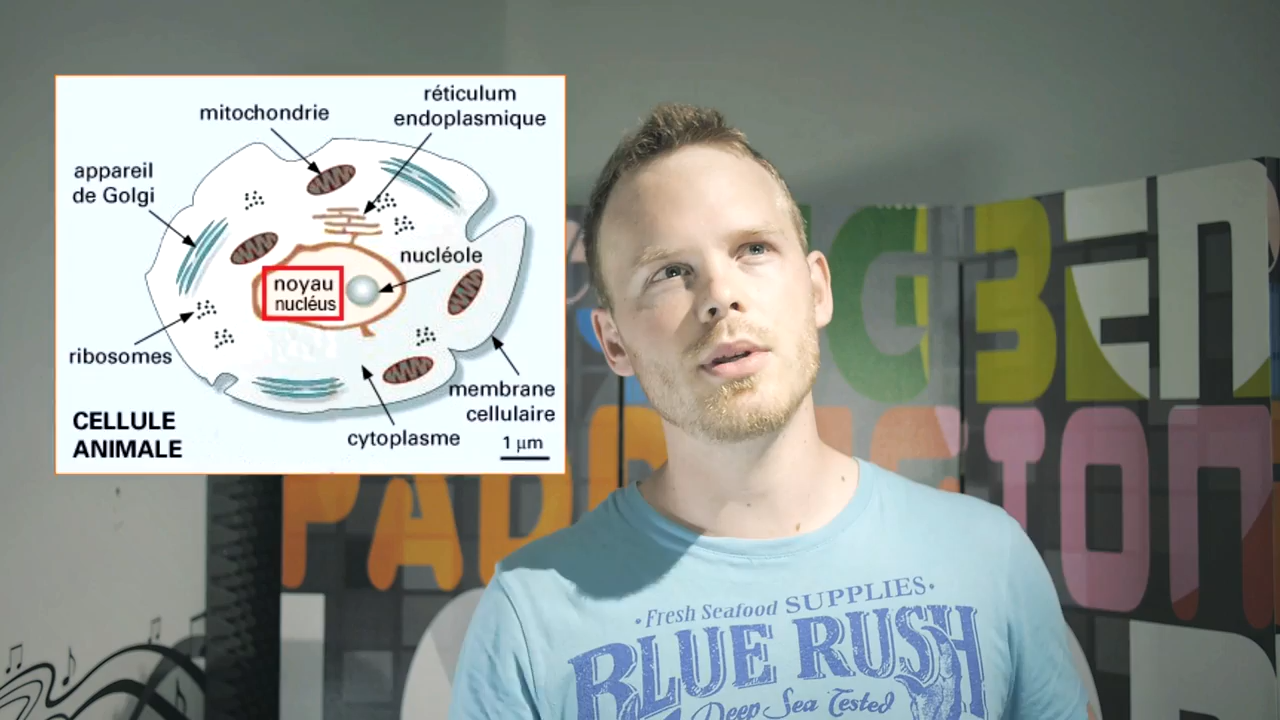 réticulum
endoplasmique
mitochondrie
appareil
de Golgi
nucléole
noyau
nucléus
ribosomes
membrane
cellulaire
cytoplasme
CELLULE
ANIMALE
1 μm
BEN
•Fresh Seafood SUPPLIES•
BLUE RUSH
Deep Sea Tested